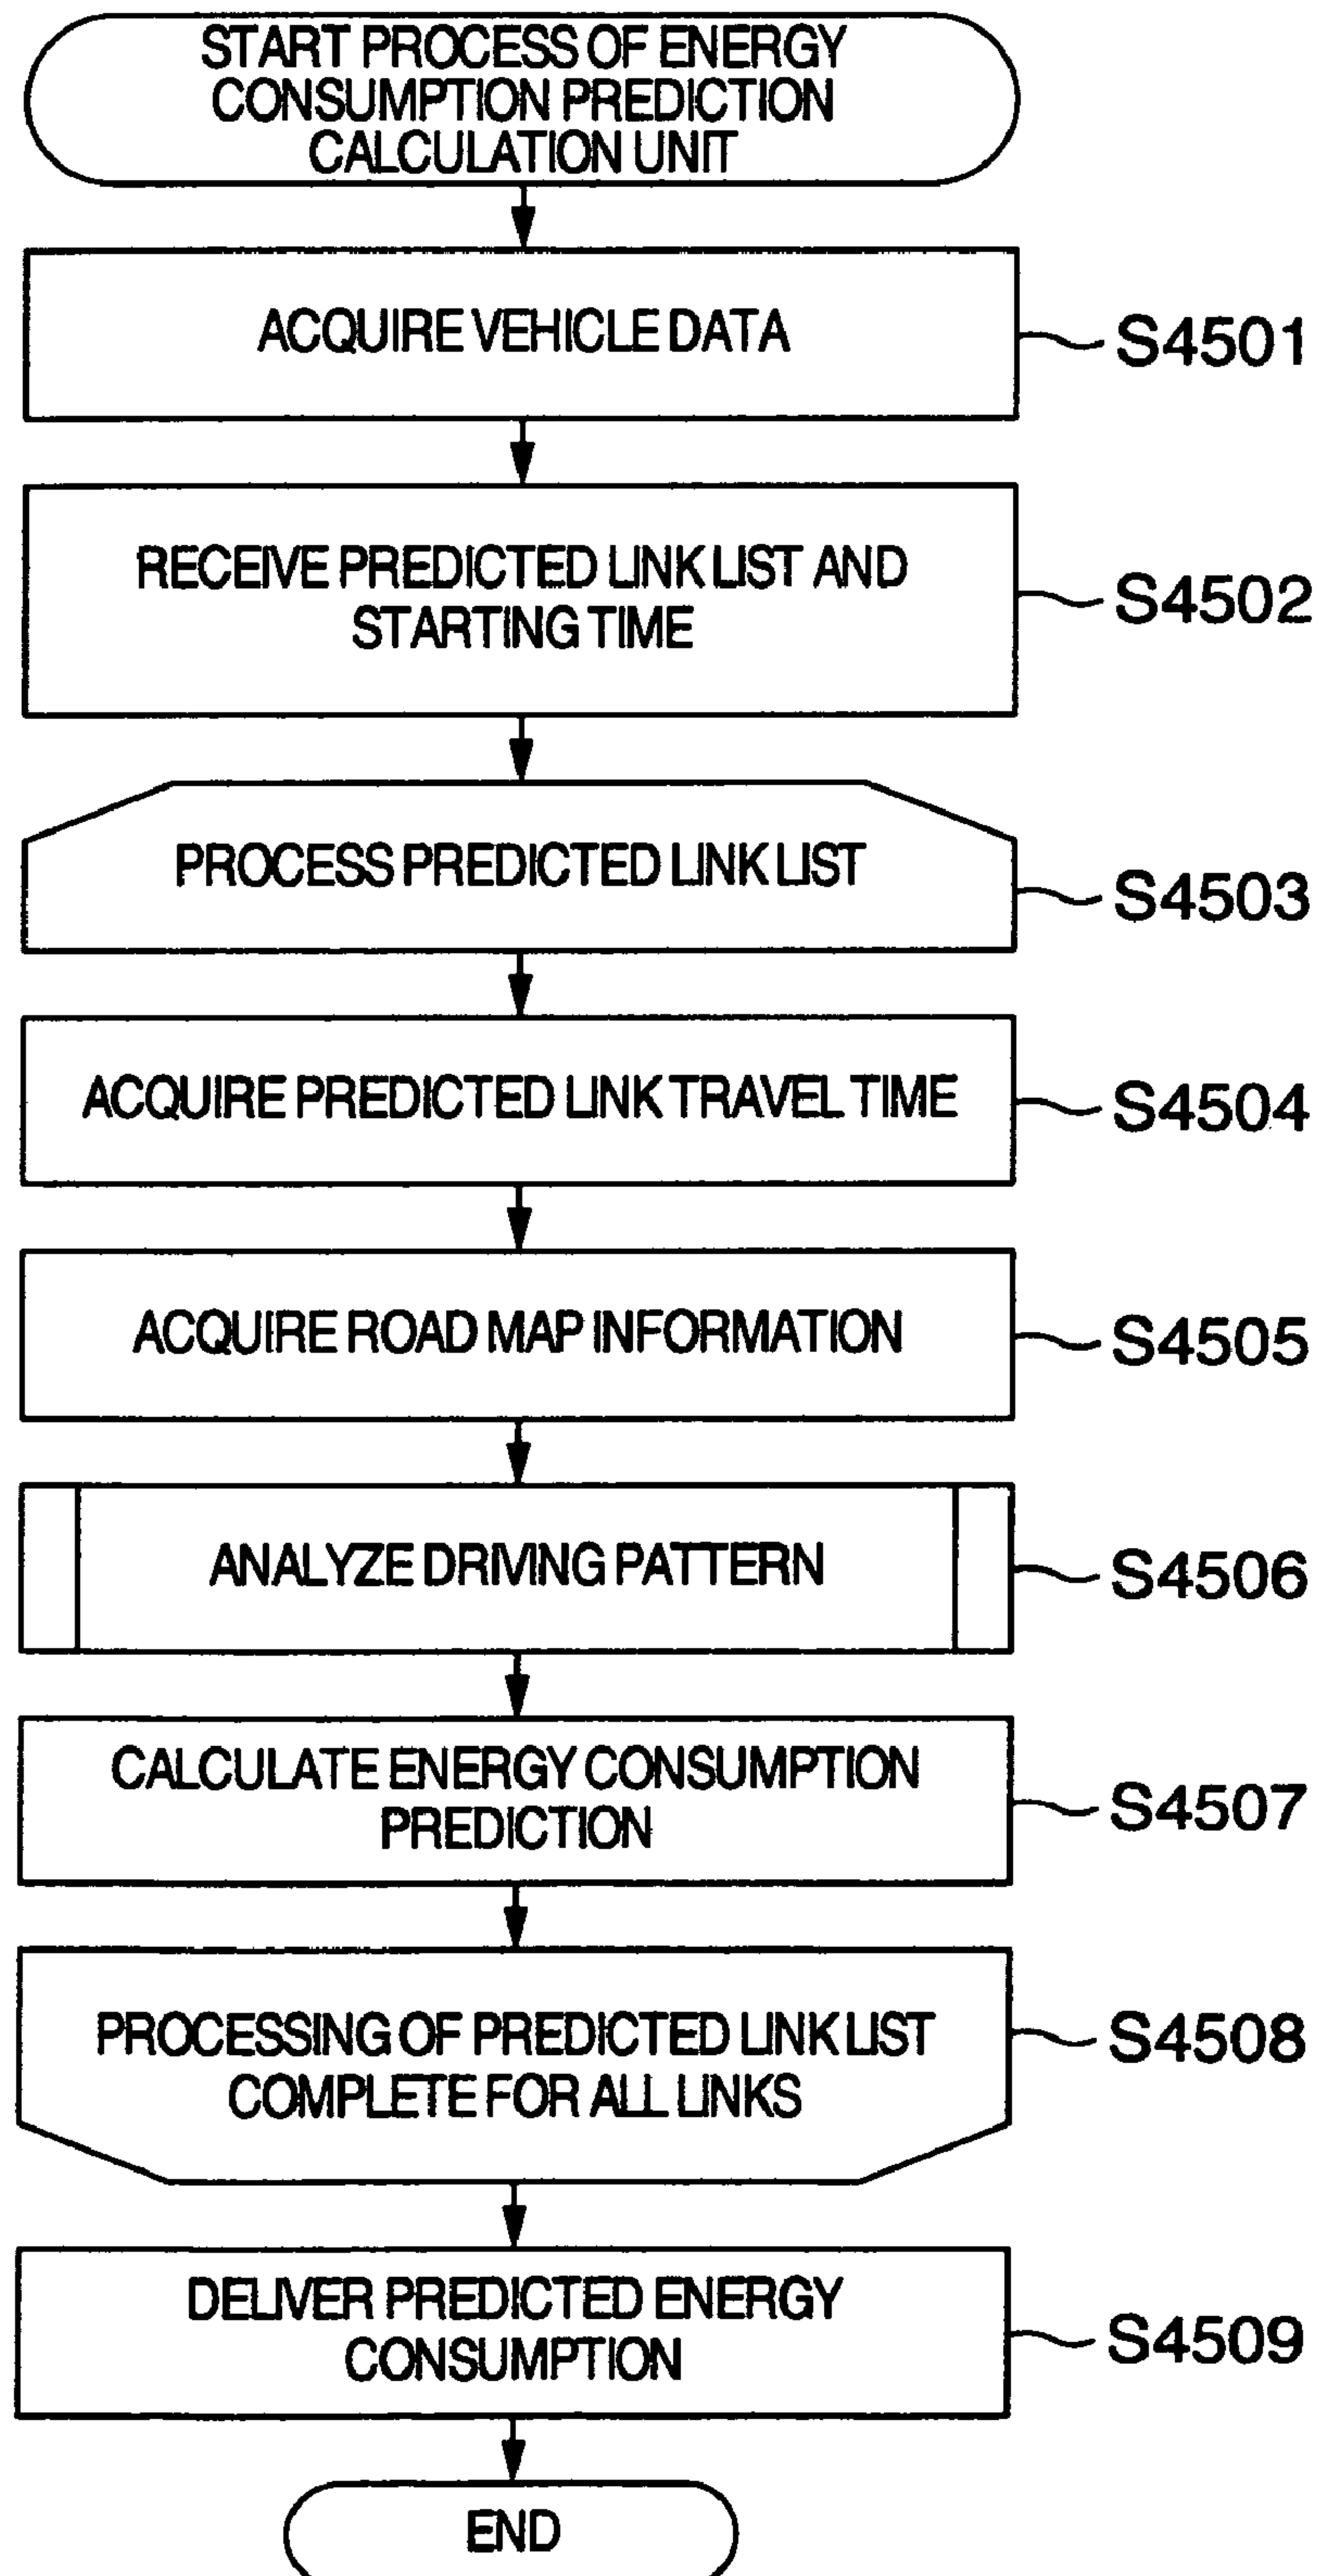 START PROCESS OF ENERGY
CONSUMPTION PREDICTION
CALCULATION UNIT
ACQUIRE VEHICLE DATA
S4501
RECEIVE PREDICTED LINK LIST AND
STARTING TIME
S4502
PROCESS PREDICTED LINK LIST
S4503
ACQUIRE PREDICTED LINK TRAVEL TIME
S4504
ACQUIRE ROAD MAP INFORMATION
S4505
ANALYZE DRIVING PATTERN
S4506
CALCULATE ENERGY CONSUMPTION
PREDICTION
S4507
PROCESSING OF PREDICTED LINK LIST
COMPLETE FOR ALL LINKS
S4508
DELIVER PREDICTED ENERGY
CONSUMPTION
S4509
END